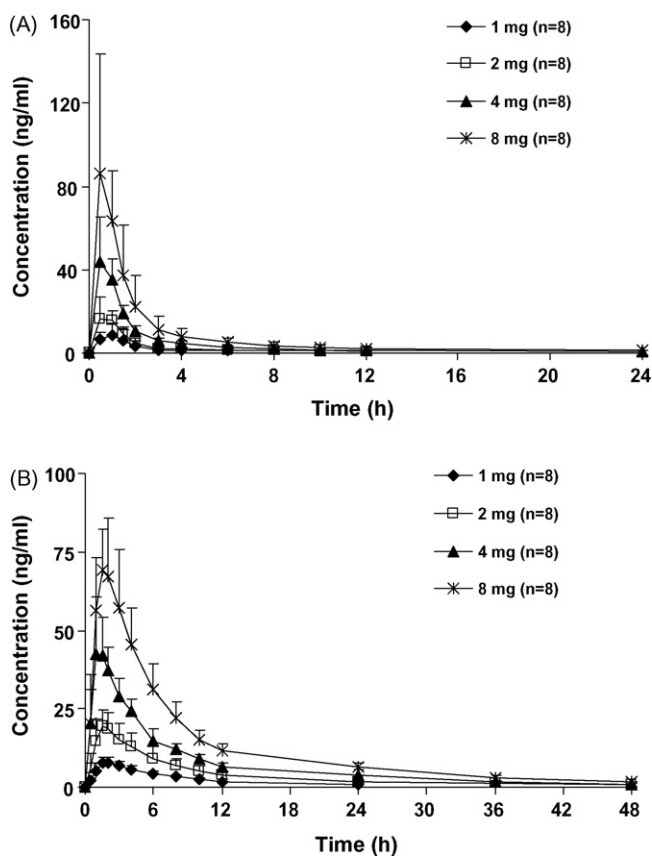 (A)
160
120
80
40
0
Concentration (ng/ml)
0 4 8 12 16 20 24
Time (h)
1 mg (n=8)
2 mg (n=8)
4 mg (n=8)
8 mg (n=8)
(B)
100
75
50
25
0
Concentration (ng/ml)
0 6 12 18 24 30 36 42 48
Time (h)
1 mg (n=8)
2 mg (n=8)
4 mg (n=8)
8 mg (n=8)